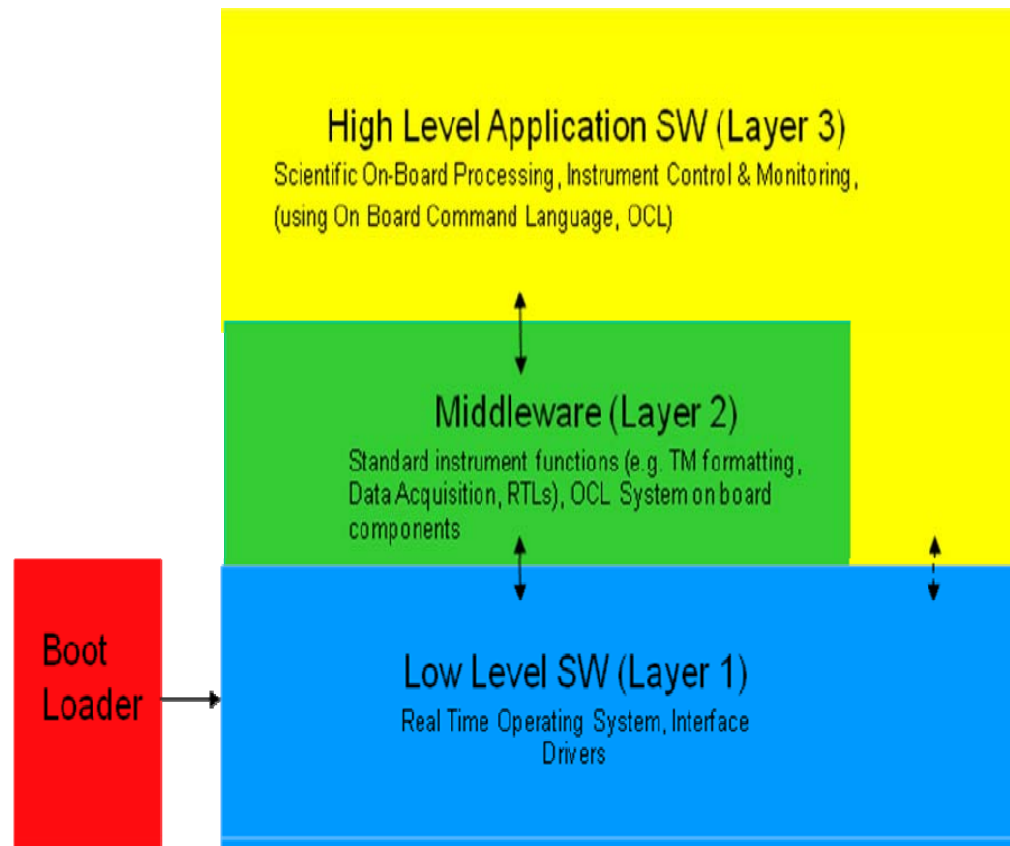 High Level Application SW (Layer 3)
Scientific On-Board Processing, Instrument Control & Monitoring,
(using On Board Command Language, OCL)
Middleware (Layer 2)
Standard instrument functions (e.g. TM formatting,
Data Acquisition, RTLs), OCL System on board
components
Boot
Loader
Low Level SW (Layer 1)
Real Time Operating System, Interface
Drivers